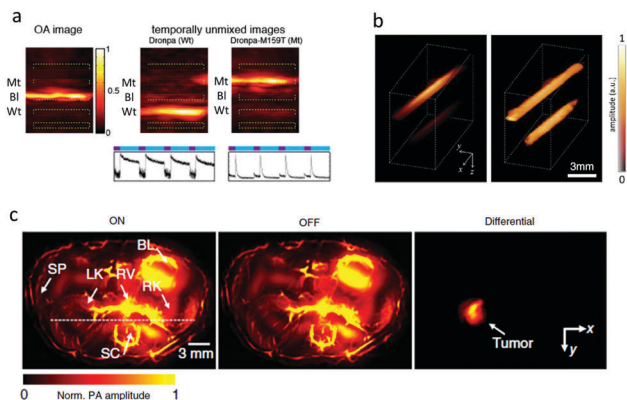 a
OA image
temporally unmixed images
Dronpa (Wt)
Dronpa-M159T (Mt)
1
0
Mt
Bl
Wt
Mt
Bl
Wt
b
y
x
z
3mm
1
amplitude (a.u.)
0
c
ON
OFF
Differential
BL
SP
LK
RV
RK
SC
3 mm
Tumor
x
y
0
Norm. PA amplitude
1